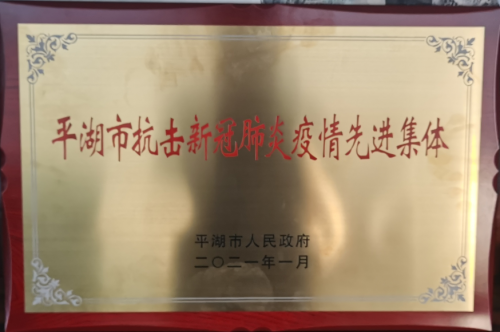 平湖市抗击新冠肺炎疫情先进集体
平湖市人民政府
二〇二一年一月